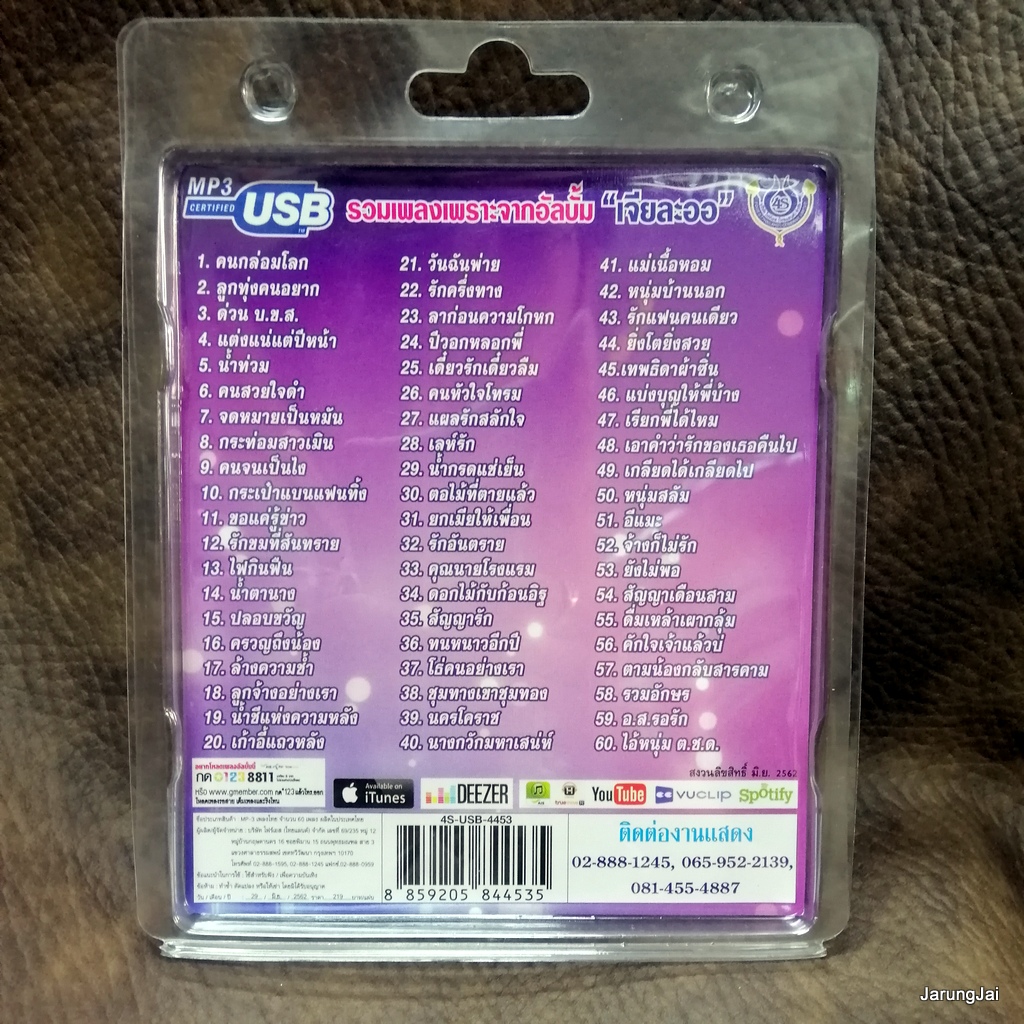 MP3
CERTIFIED
USB
รวมเพลงเพราะจากอัลบั้ม "เจียละออ"
4S
1. คนกล่อมโลก
2. ลูกทุ่งคนอยาก
3. ด่วน บ.ข.ส.
4. แต่งแน่แต่ปีหน้า
5. น้ำท่วม
6. คนสวยใจดำ
7. จดหมายเป็นหมัน
8. กระท่อมสาวเมิน
9. คนจนเป็นไง
10. กระเป๋าแบนแฟนทิ้ง
11. ขอแค่รู้ข่าว
12. รักขมที่สันทราย
13. ไฟกินฟืน
14. น้ำตานาง
15. ปลอบขวัญ
16. ครวญถึงน้อง
17. ล้างความช้ำ
18. ลูกจ้างอย่างเรา
19. น้ำชีแห่งความหลัง
20. เก้าอี้แถวหลัง
21. วันฉันพ่าย
22. รักครึ่งทาง
23. ลาก่อนความโกหก
24. ปีวอกหลอกพี่
25. เดี๋ยวรักเดี๋ยวลืม
26. คนหัวใจโทรม
27. แผลรักสลักใจ
28. เลห์รัก
29. น้ำกรดแช่เย็น
30. ตอไม้ที่ตายแล้ว
31. ยกเมียให้เพื่อน
32. รักอันตราย
33. คุณนายโรงแรม
34. ดอกไม้กับก้อนอิฐ
35. สัญญารัก
36. ทนหนาวอีกปี
37. โธ่คนอย่างเรา
38. ชุมทางเขาชุมทอง
39. นครโคราช
40. นางกวักมหาเสน่ห์
41. แม่เนื้อหอม
42. หนุ่มบ้านนอก
43. รักแฟนคนเดียว
44. ยิ่งโตยิ่งสวย
45.เทพธิดาผ้าซิ่น
46. แบ่งบุญให้พี่บ้าง
47. เรียกพี่ได้ไหม
48. เอาคำว่ารักของเธอคืนไป
49. เกลียดได้เกลียดไป
50. หนุ่มสลัม
51. อีแมะ
52. จ้างก็ไม่รัก
53. ยังไม่พอ
54. สัญญาเดือนสาม
55. ดื่มเหล้าเผากลุ้ม
56. คักใจเจ้าแล้วบ่
57. ตามน้องกลับสารคาม
58. รวมอักษร
59. อ.ส.รอรัก
60. ไอ้หนุ่ม ต.ช.ด.
สงวนลิขสิทธิ์ มิ.ย. 2562
กด *123 8811
หรือ www.gmember.com
Available on
iTunes
DEEZER
YouTube
VUCLIP
Spotify
4S-USB-4453
8 859205 844535
ติดต่องานแสดง
02-888-1245, 065-952-2139,
081-455-4887
JarungJai